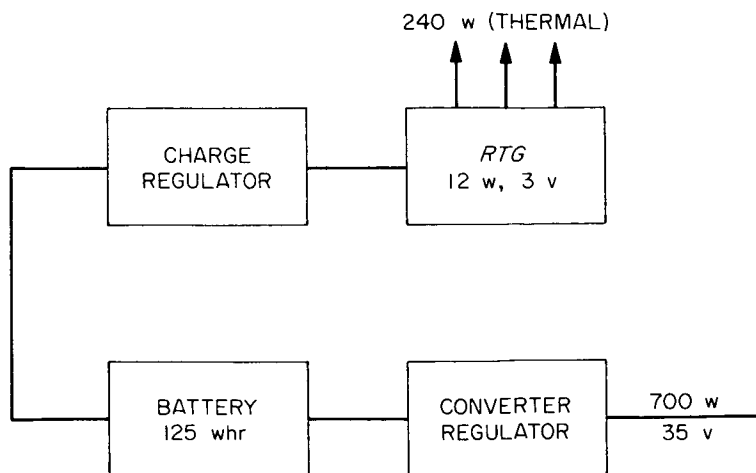 240 w (THERMAL)
CHARGE
REGULATOR
RTG
12 w, 3 v
BATTERY
125 whr
CONVERTER
REGULATOR
700 w
35 v